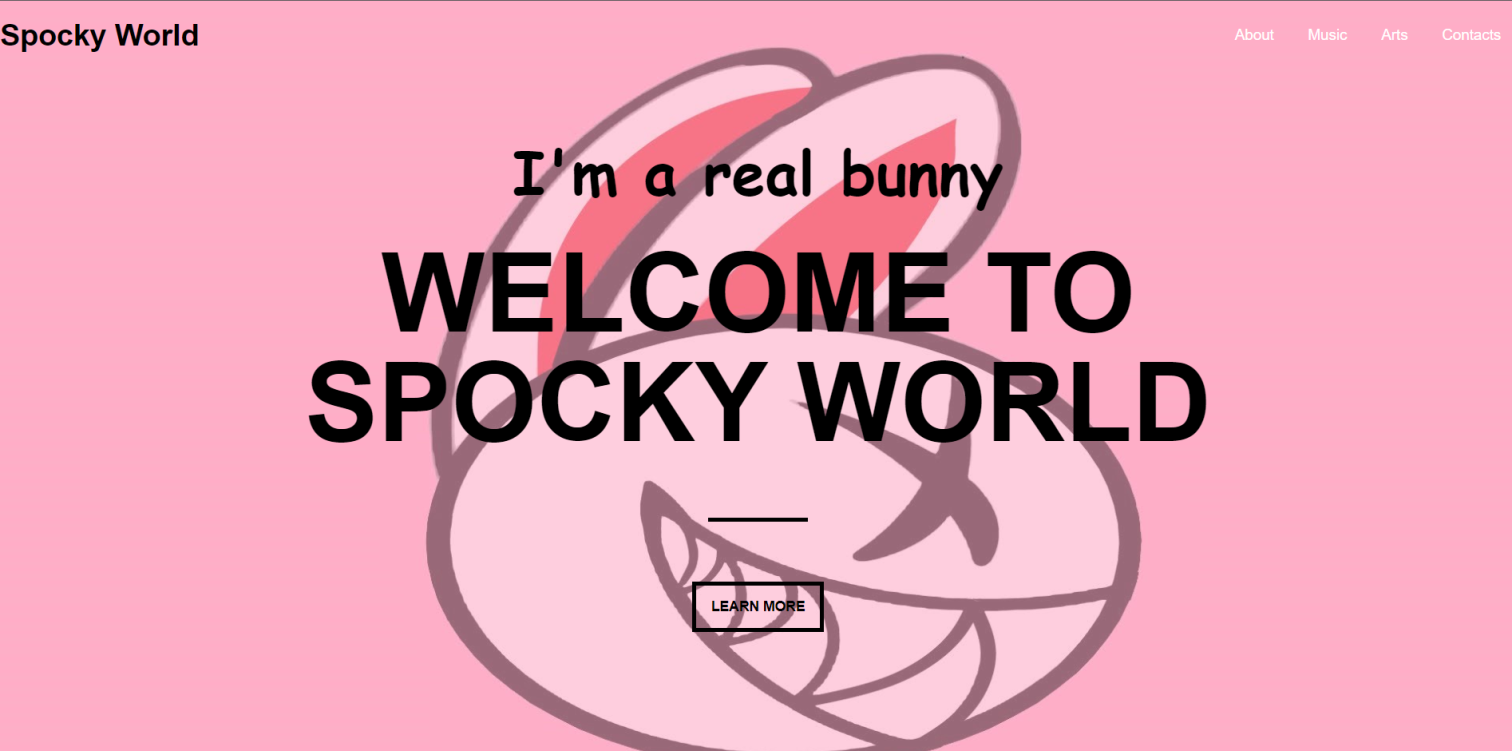 Spocky World
About Music Arts Contacts
I'm a real bunny
WELCOME TO
SPOCKY WORLD
LEARN MORE